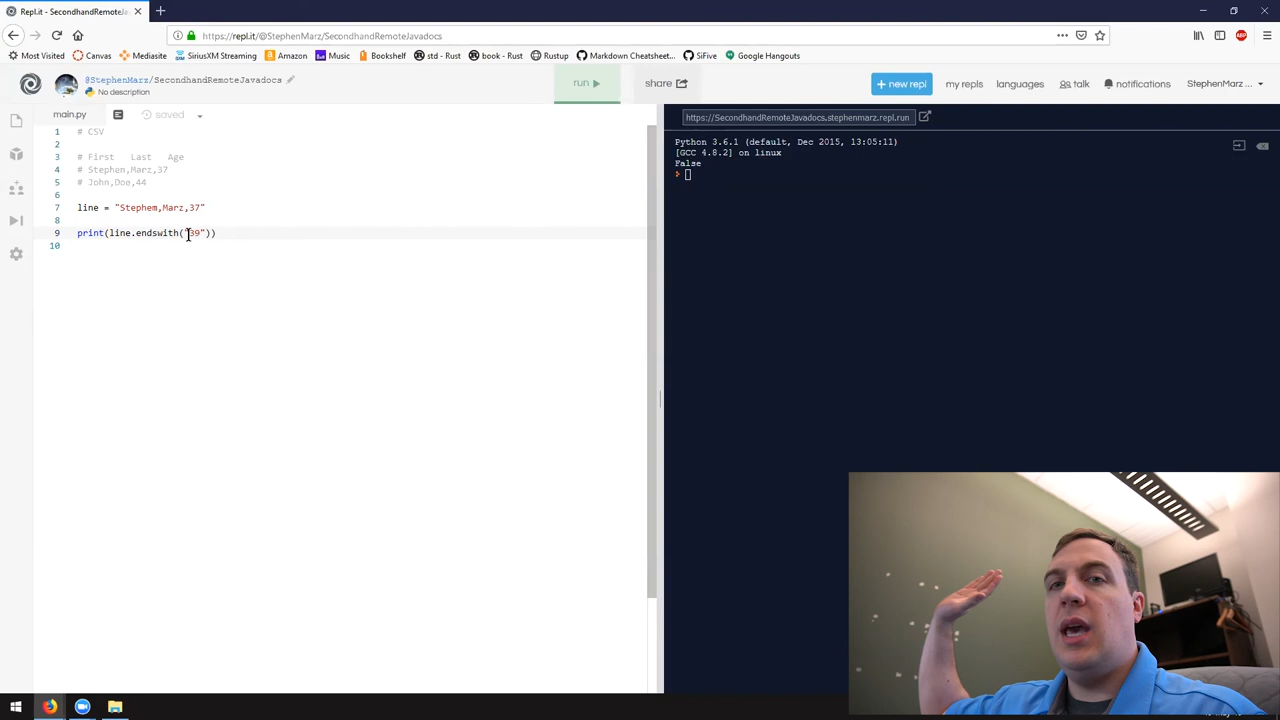 Repl.it - SecondhandRemoteJav
https://repl.it/@StephenMarz/SecondhandRemoteJavadocs
Most Visited Canvas Mediasite SiriusXM Streaming Amazon Music Bookshelf std - Rust book - Rust Rustup Markdown Cheatsheet... SiFive Google Hangouts
@StephenMarz/SecondhandRemoteJavadocs
No description
run
share
+ new repl
my repls
languages
talk
notifications
StephenMarz ...
main.py
saved
https://SecondhandRemoteJavadocs.stephenmarz.repl.run
1 # CSV
2
3 # First Last Age
4 # Stephen,Marz,37
5 # John,Doe,44
6
7 line = "Stephem,Marz,37"
8
9 print(line.endswith("39"))
10
Python 3.6.1 (default, Dec 2015, 13:05:11)
[GCC 4.8.2] on linux
False